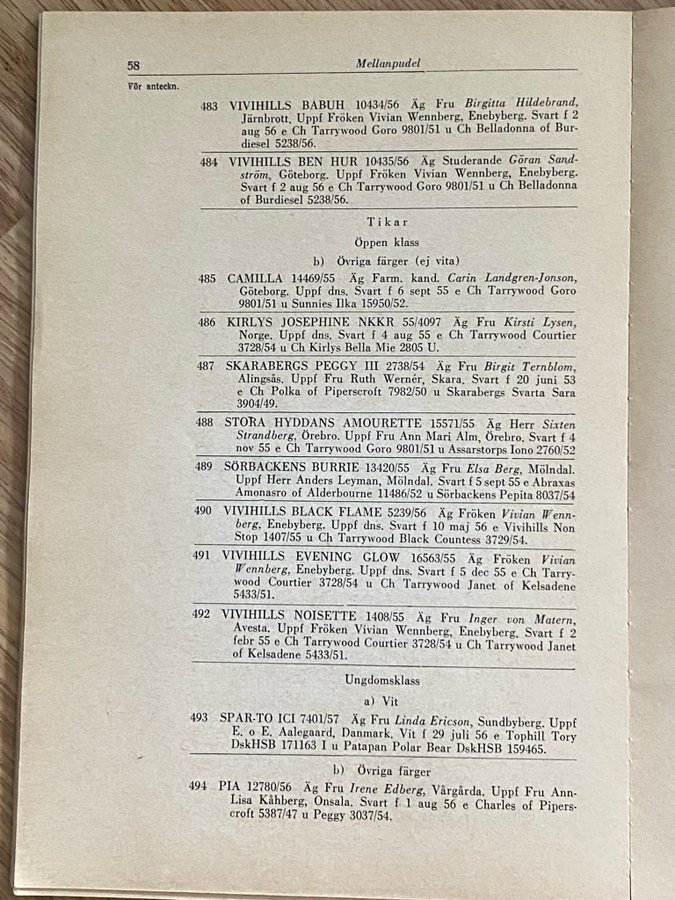 58 Mellanpudel
För anteckn.
483 VIVIHILLS BABUH 10434/56 Äg Fru Birgitta Hildebrand,
Järnbrott. Uppf Fröken Vivian Wennberg, Enebyberg. Svart f 2
aug 56 e Ch Tarrywood Goro 9801/51 u Ch Belladonna of Bur-
diesel 5238/56.
484 VIVIHILLS BEN HUR 10435/56 Äg Studerande Göran Sand-
ström, Göteborg. Uppf Fröken Vivian Wennberg, Enebyberg.
Svart f 2 aug 56 e Ch Tarrywood Goro 9801/51 u Ch Belladonna
of Burdiesel 5238/56.
Tikar
Öppen klass
b) Övriga färger (ej vita)
485 CAMILLA 14469/55 Äg Farm. kand. Carin Landgren-Jonson,
Göteborg. Uppf dns. Svart f 6 sept 55 e Ch Tarrywood Goro
9801/51 u Sunnies Ilka 15950/52.
486 KIRLYS JOSEPHINE NKKR 55/4097 Äg Fru Kirsti Lysen,
Norge. Uppf dns. Svart f 4 aug 55 e Ch Tarrywood Courtier
3728/54 u Ch Kirlys Bella Mie 2805 U.
487 SKARABERGS PEGGY III 2738/54 Äg Fru Birgit Ternblom,
Alingsås. Uppf Fru Ruth Wernér, Skara. Svart f 20 juni 53
e Ch Polka of Piperscroft 7982/50 u Skarabergs Svarta Sara
3904/49.
488 STORA HYDDANS AMOURETTE 15571/55 Äg Herr Sixten
Strandberg, Örebro. Uppf Fru Ann Mari Alm, Örebro. Svart f 4
nov 55 e Ch Tarrywood Goro 9801/51 u Assarstorps Iono 2760/52
489 SÖRBACKENS BURRIE 13420/55 Äg Fru Elsa Berg, Mölndal.
Uppf Herr Anders Leyman, Mölndal. Svart f 5 sept 55 e Abraxas
Amonasro of Alderbourne 11486/52 u Sörbackens Pepita 8037/54
490 VIVIHILLS BLACK FLAME 5239/56 Äg Fröken Vivian Wenn-
berg, Enebyberg. Uppf dns. Svart f 10 maj 56 e Vivihills Non
Stop 1407/55 u Ch Tarrywood Black Countess 3729/54.
491 VIVIHILLS EVENING GLOW 16563/55 Äg Fröken Vivian
Wennberg, Enebyberg. Uppf dns. Svart f 5 dec 55 e Ch Tarry-
wood Courtier 3728/54 u Ch Tarrywood Janet of Kelsadene
5433/51.
492 VIVIHILLS NOISETTE 1408/55 Äg Fru Inger von Matern,
Avesta. Uppf Fröken Vivian Wennberg, Enebyberg. Svart f 2
febr 55 e Ch Tarrywood Courtier 3728/54 u Ch Tarrywood Janet
of Kelsadene 5433/51.
Ungdomsklass
a) Vit
493 SPAR-TO ICI 7401/57 Äg Fru Linda Ericson, Sundbyberg. Uppf
E. o E. Aalegaard, Danmark. Vit f 29 juli 56 e Tophill Tory
DskHSB 171163 I u Patapan Polar Bear DskHSB 159465.
b) Övriga färger
494 PIA 12780/56 Äg Fru Irene Edberg, Vårgårda. Uppf Fru Ann-
Lisa Kåhberg, Onsala. Svart f 1 aug 56 e Charles of Pipers-
croft 5387/47 u Peggy 3037/54.